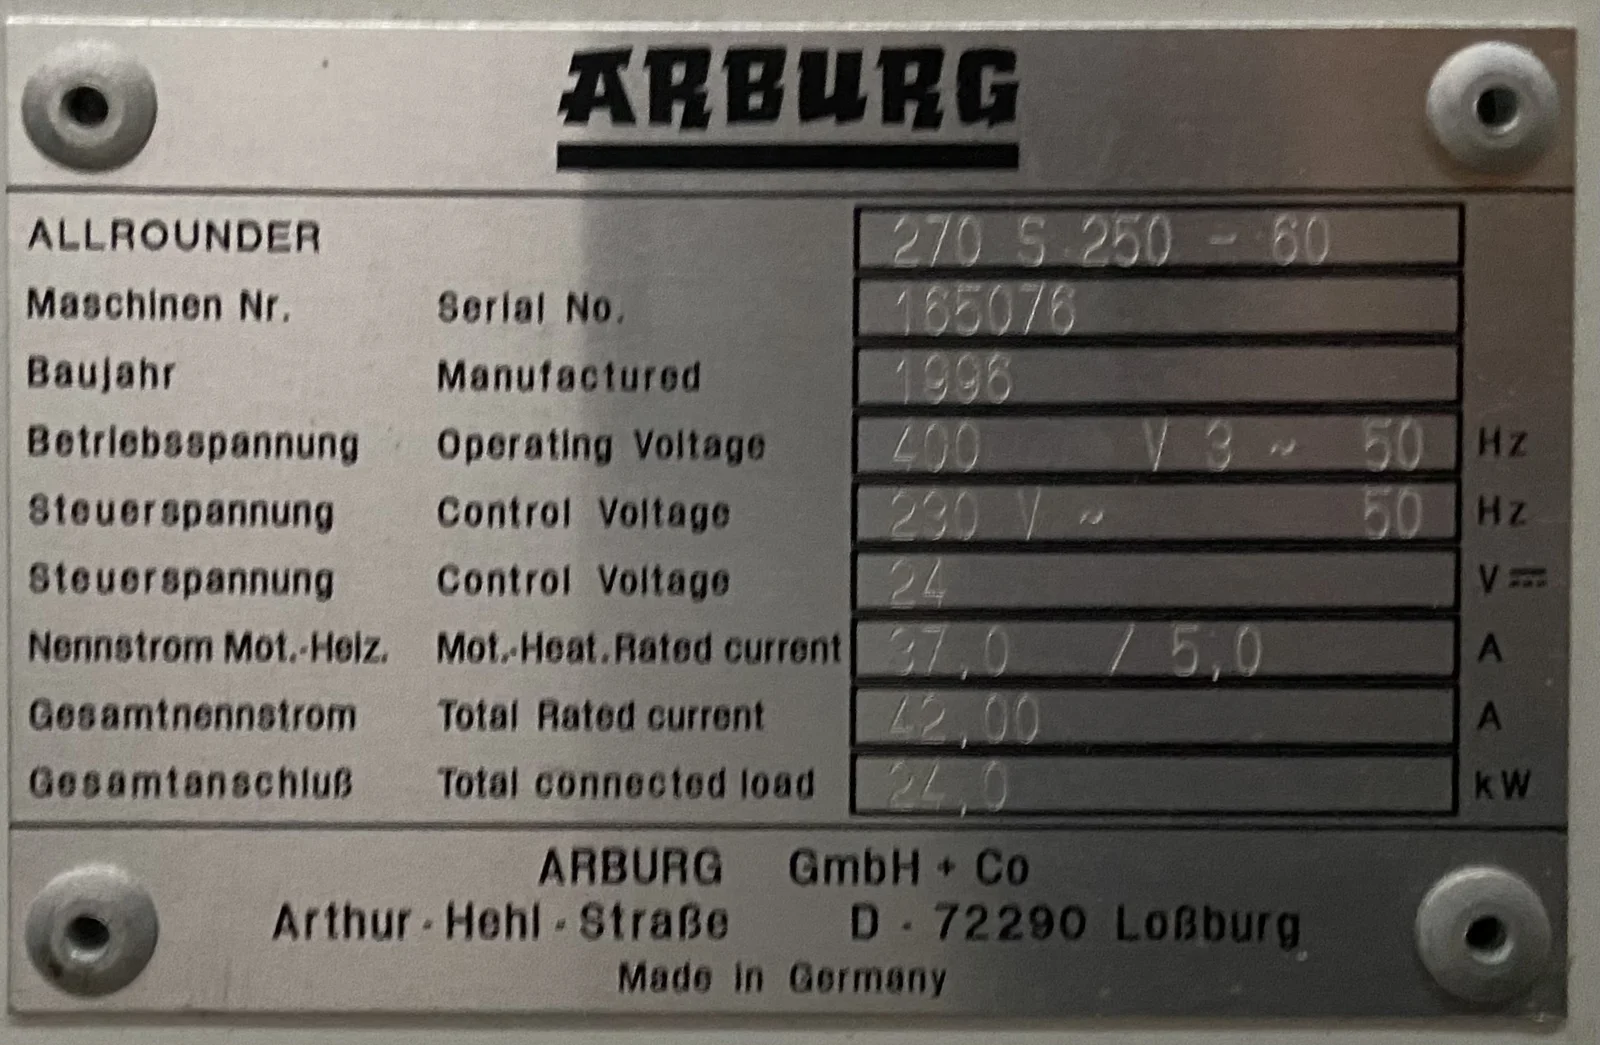 ARBURG
ALLROUNDER 270 S 250 - 60
Maschinen Nr. Serial No. 165076
Baujahr Manufactured 1996
Betriebsspannung Operating Voltage 400 V 3 ~ 50 Hz
Steuerspannung Control Voltage 230 V ~ 50 Hz
Steuerspannung Control Voltage 24 V ⎓
Nennstrom Mot.-Heiz. Mot.-Heat.Rated current 37,0 / 5,0 A
Gesamtnennstrom Total Rated current 42,00 A
Gesamtanschluß Total connected load 24,0 kW
ARBURG GmbH + Co
Arthur - Hehl - Straße D - 72290 Loßburg
Made in Germany